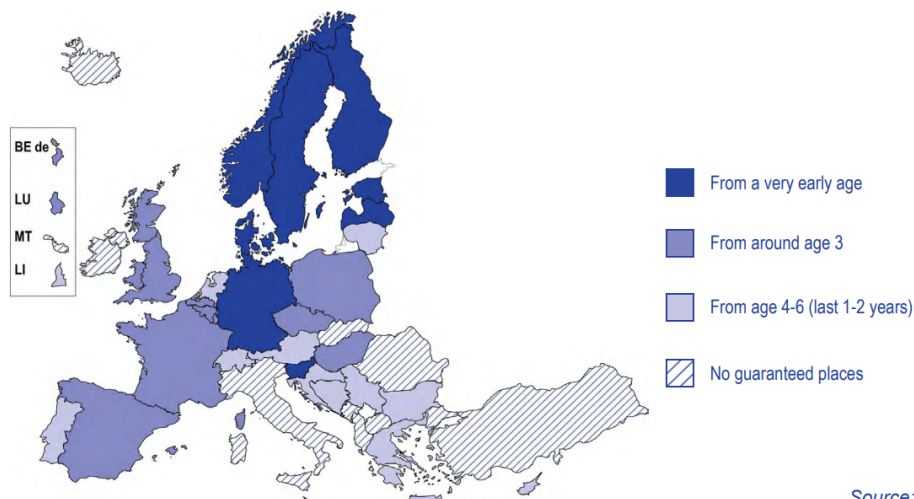 BE de
LU
MT
LI
From a very early age
From around age 3
From age 4-6 (last 1-2 years)
No guaranteed places
Source: